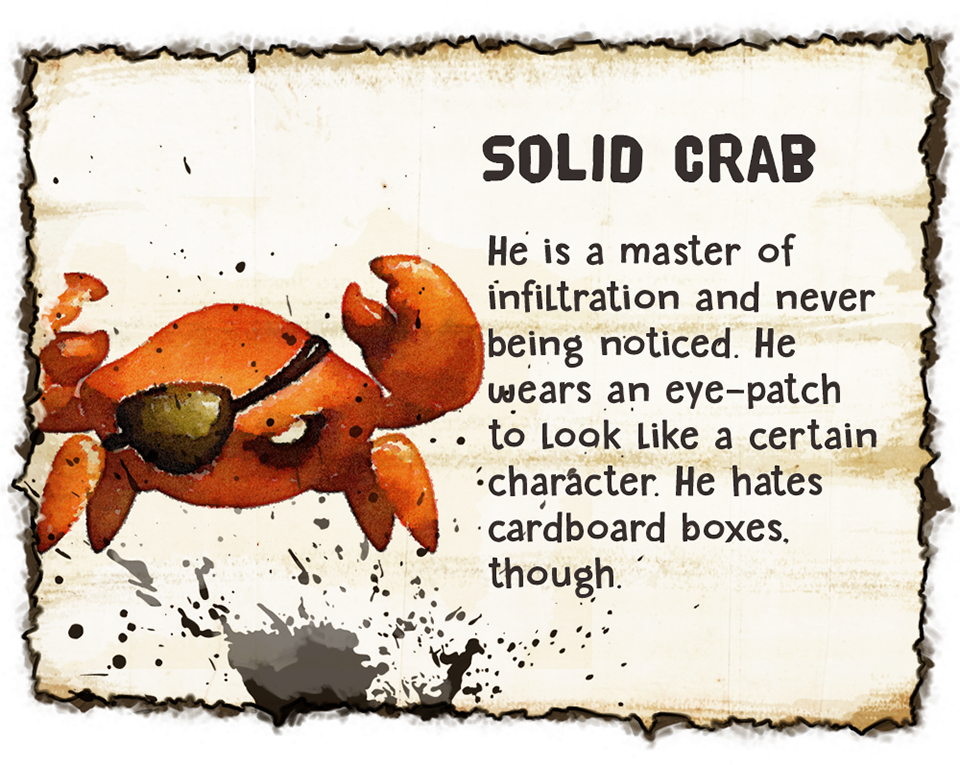 SOLID CRAB
He is a master of
infiltration and never
being noticed. He
wears an eye-patch
to look like a certain
character. He hates
cardboard boxes,
though.